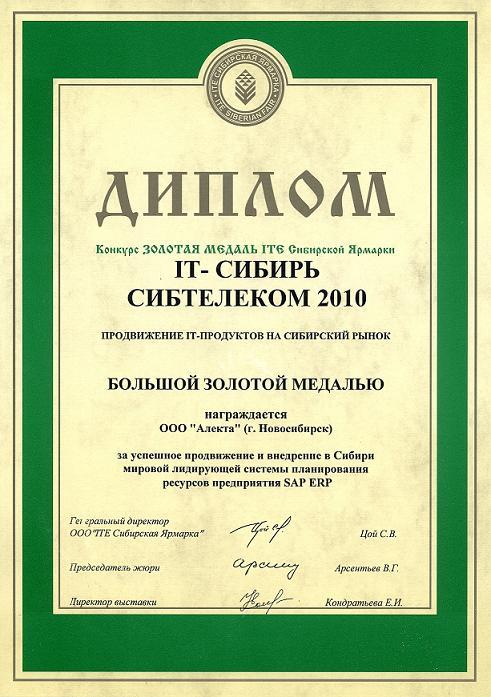 ITE СИБИРСКАЯ ЯРМАРКА
ITE SIBERIAN FAIR
ДИПЛОМ
Конкурс ЗОЛОТАЯ МЕДАЛЬ ITE Сибирской Ярмарки
IT- СИБИРЬ
СИБТЕЛЕКОМ 2010
ПРОДВИЖЕНИЕ IT-ПРОДУКТОВ НА СИБИРСКИЙ РЫНОК
БОЛЬШОЙ ЗОЛОТОЙ МЕДАЛЬЮ
награждается
ООО "Алекта" (г. Новосибирск)
за успешное продвижение и внедрение в Сибири
мировой лидирующей системы планирования
ресурсов предприятия SAP ERP
Генеральный директор
ООО "ITE Сибирская Ярмарка" Цой С.В.
Председатель жюри Арсентьев В.Г.
Директор выставки Кондратьева Е.И.